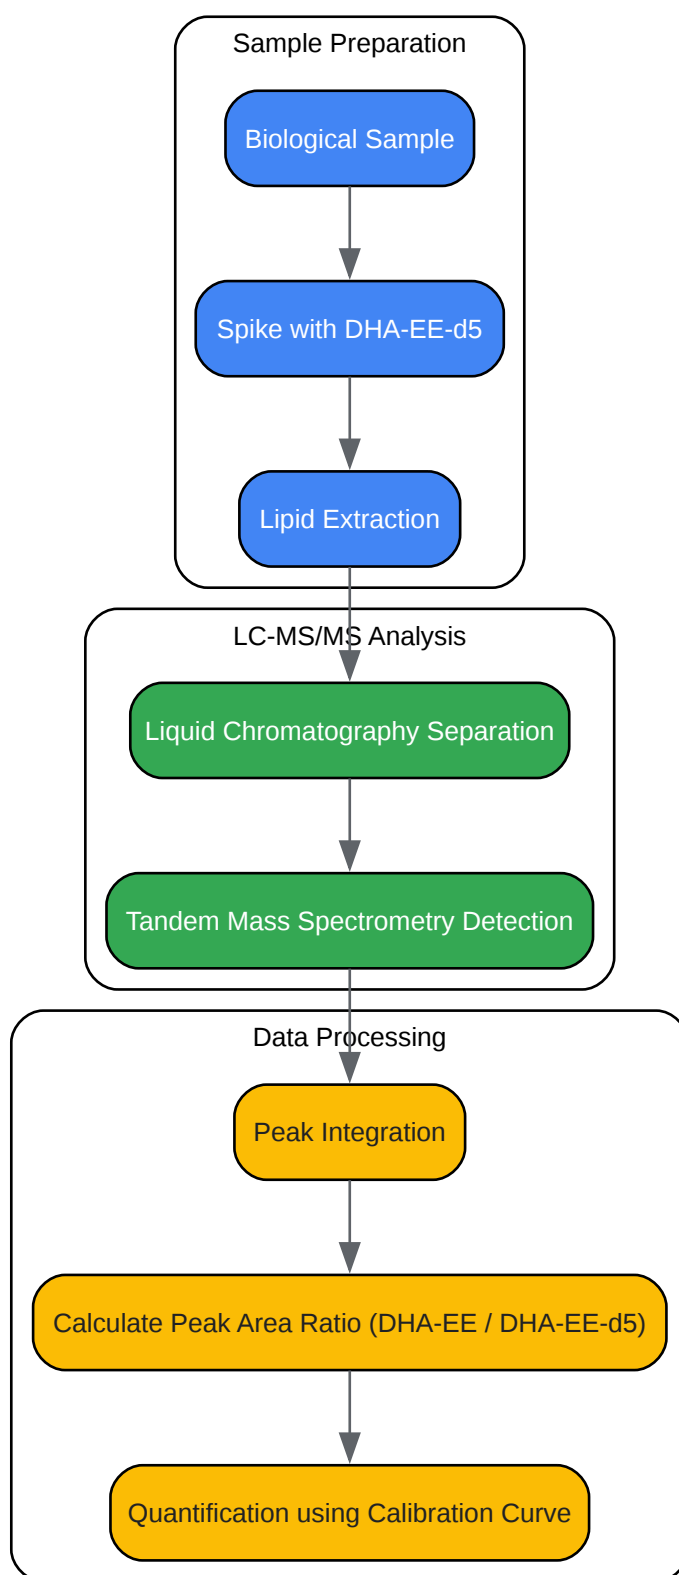 Sample Preparation
Biological Sample
Spike with DHA-EE-d5
Lipid Extraction
LC-MS/MS Analysis
Liquid Chromatography Separation
Tandem Mass Spectrometry Detection
Data Processing
Peak Integration
Calculate Peak Area Ratio (DHA-EE / DHA-EE-d5)
Quantification using Calibration Curve